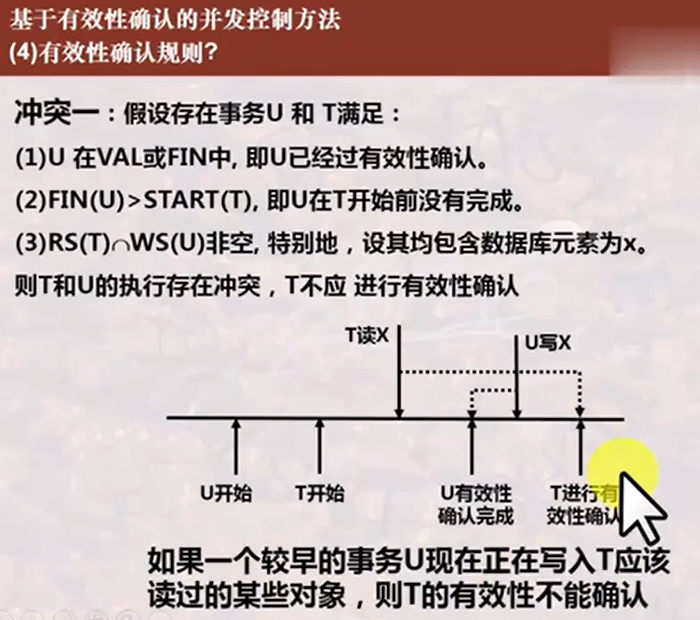 基于有效性确认的并发控制方法
(4)有效性确认规则?
冲突一：假设存在事务U 和 T满足：
(1)U 在VAL或FIN中, 即U已经过有效性确认。
(2)FIN(U)>START(T), 即U在T开始前没有完成。
(3)RS(T)∩WS(U)非空, 特别地，设其均包含数据库元素为x。
则T和U的执行存在冲突，T不应 进行有效性确认
T读X
U写X
U开始
T开始
U有效性
确认完成
T进行有
效性确认
如果一个较早的事务U现在正在写入T应该
读过的某些对象，则T的有效性不能确认